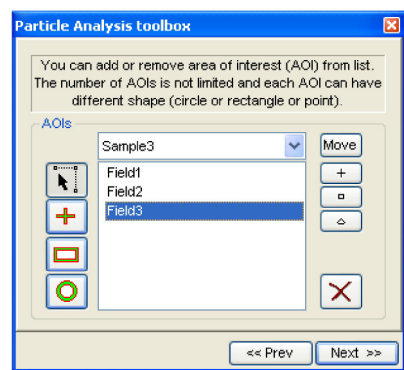 Particle Analysis toolbox
You can add or remove area of interest (AOI) from list.
The number of AOIs is not limited and each AOI can have
different shape (circle or rectangle or point).
AOIs
Sample3
Move
Field1
Field2
Field3
<< Prev
Next >>